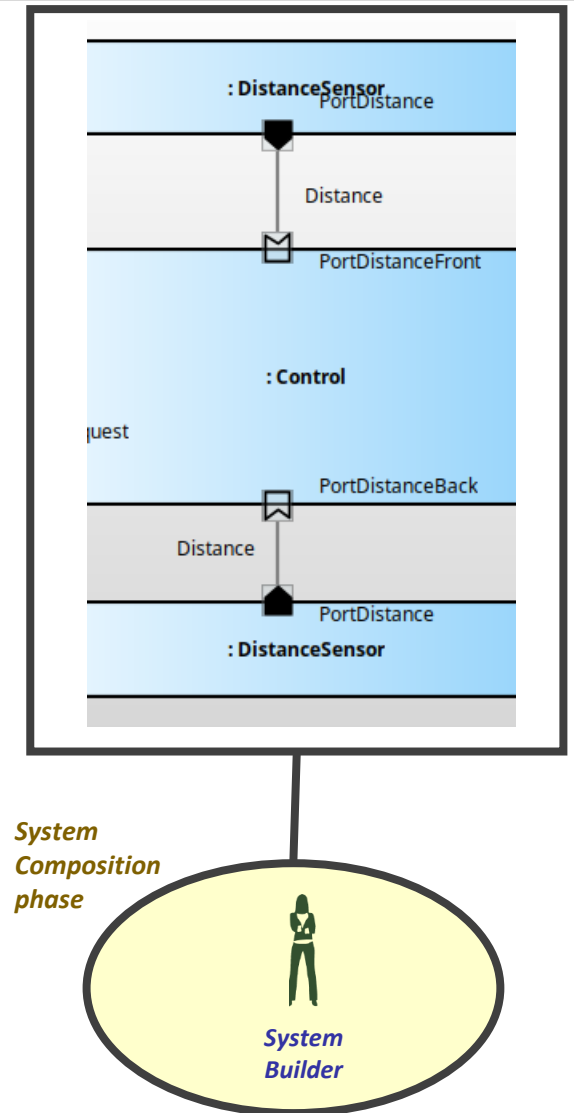 : DistanceSensor
PortDistance
Distance
PortDistanceFront
: Control
quest
PortDistanceBack
Distance
PortDistance
: DistanceSensor
System
Composition
phase
System
Builder